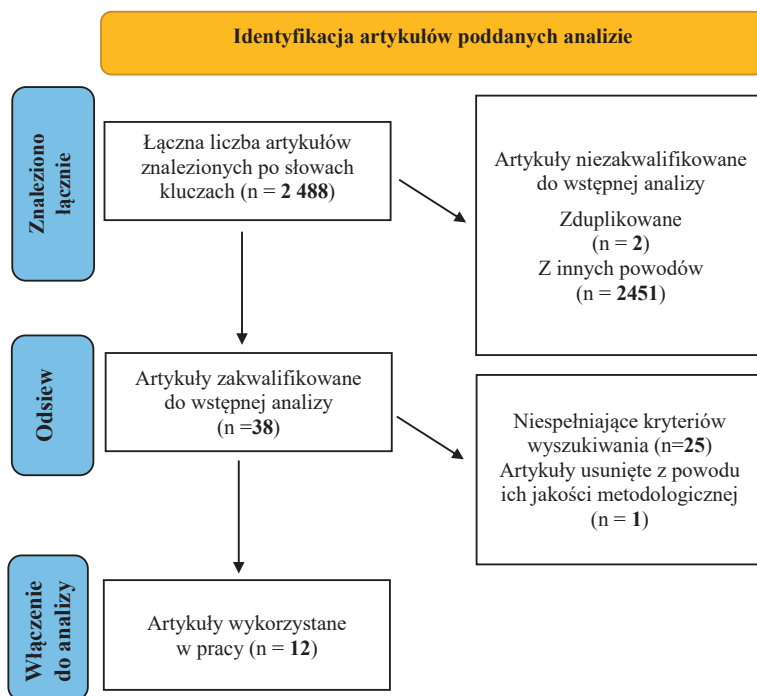 Identyfikacja artykułów poddanych analizie
Znaleziono
łącznie
Łączna liczba artykułów
znalezionych po słowach
kluczach (n = 2 488)
Artykuły niezakwalifikowane
do wstępnej analizy
Zduplikowane
(n = 2)
Z innych powodów
(n = 2451)
Odsiew
Artykuły zakwalifikowane
do wstępnej analizy
(n =38)
Niespełniające kryteriów
wyszukiwania (n=25)
Artykuły usunięte z powodu
ich jakości metodologicznej
(n = 1)
Włączenie
do analizy
Artykuły wykorzystane
w pracy (n = 12)